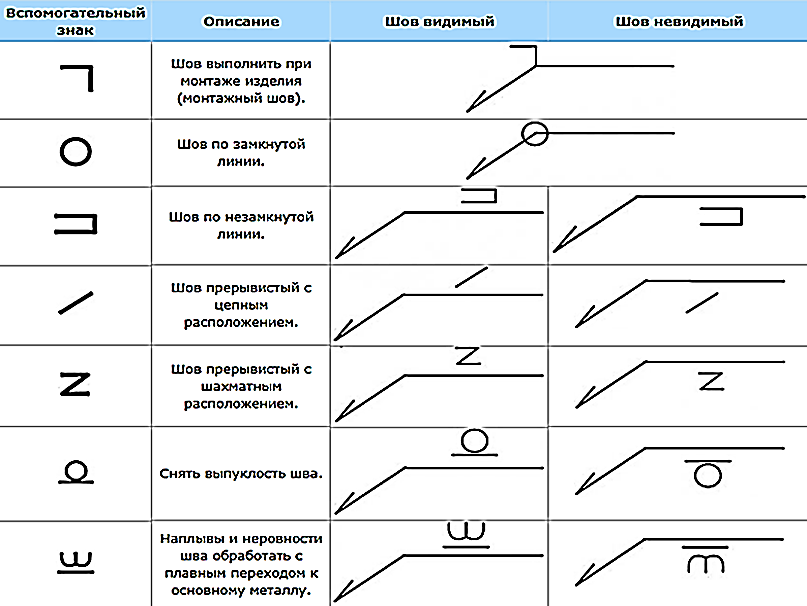 Вспомогательный
знак
Описание
Шов видимый
Шов невидимый
Шов выполнить при
монтаже изделия
(монтажный шов).
Шов по замкнутой
линии.
Шов по незамкнутой
линии.
Шов прерывистый с
цепным
расположением.
Шов прерывистый с
шахматным
расположением.
Снять выпуклость шва.
Наплывы и неровности
шва обработать с
плавным переходом к
основному металлу.